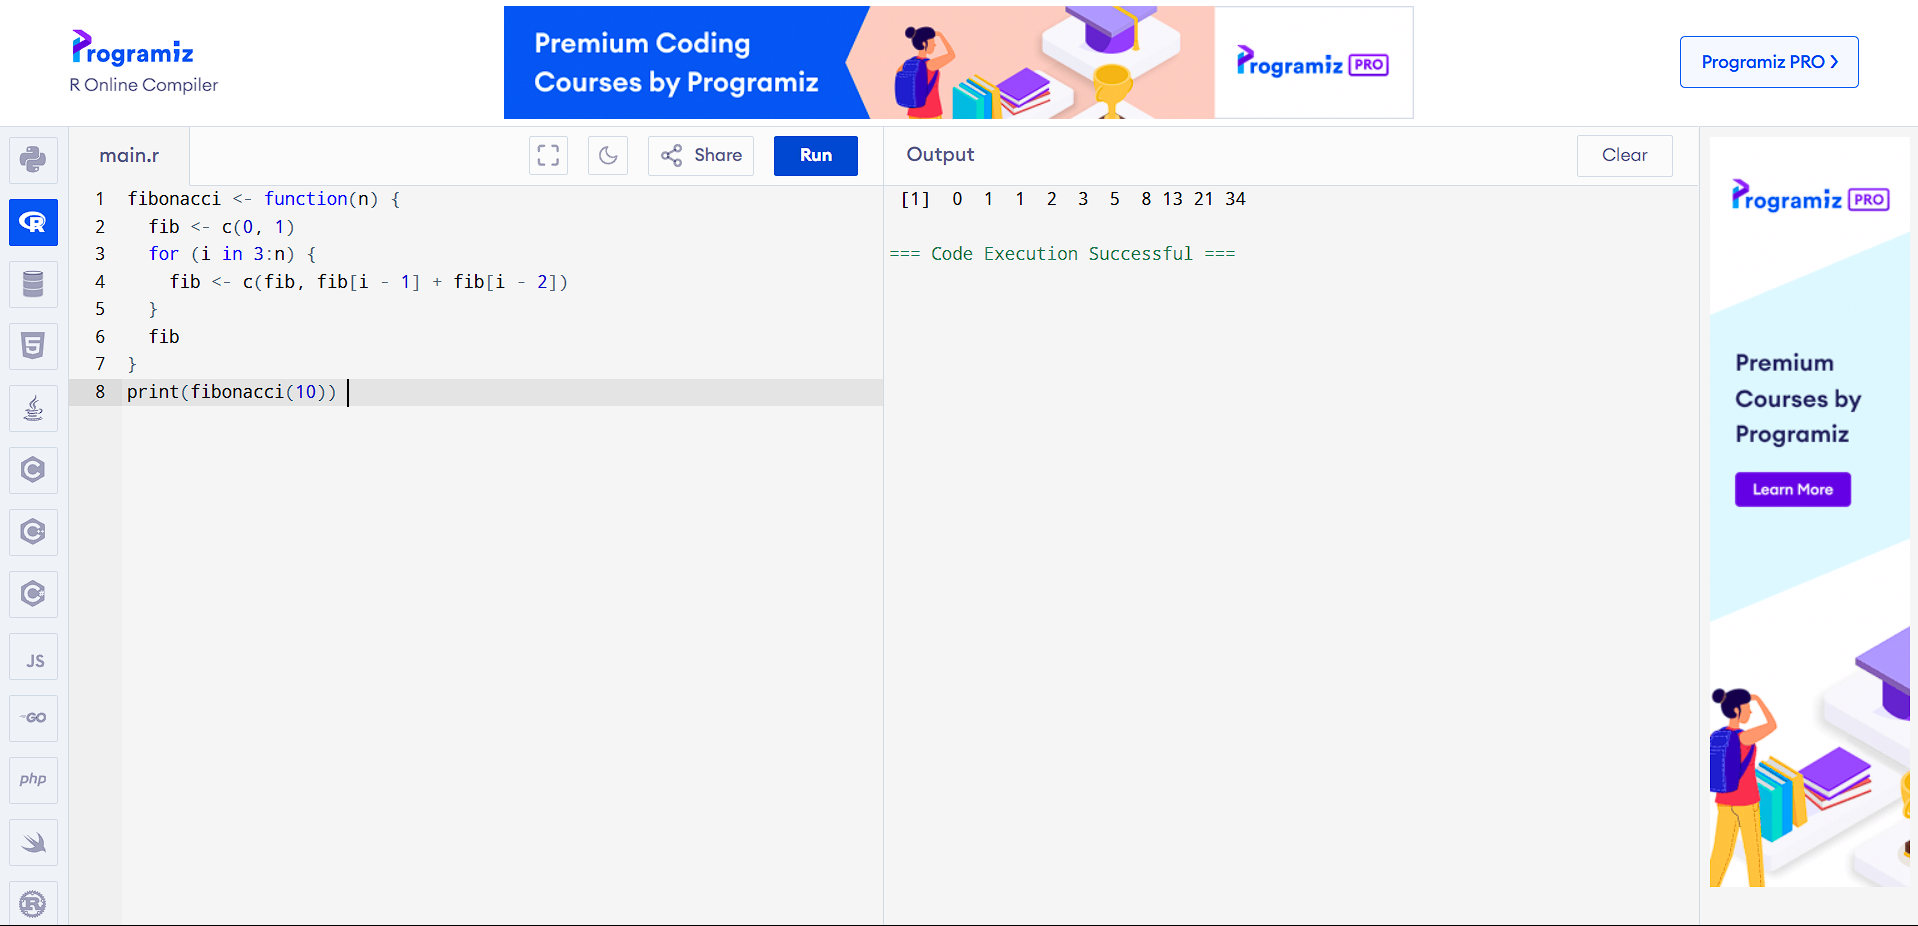 Programiz
R Online Compiler
Premium Coding
Courses by Programiz
Programiz PRO
Programiz PRO
main.r
Share
Run
Output
Clear
1 fibonacci <- function(n) {
2   fib <- c(0, 1)
3   for (i in 3:n) {
4     fib <- c(fib, fib[i - 1] + fib[i - 2])
5   }
6   fib
7 }
8 print(fibonacci(10))
[1]  0  1  1  2  3  5  8 13 21 34
=== Code Execution Successful ===
JS
GO
php
Programiz PRO
Premium
Courses by
Programiz
Learn More